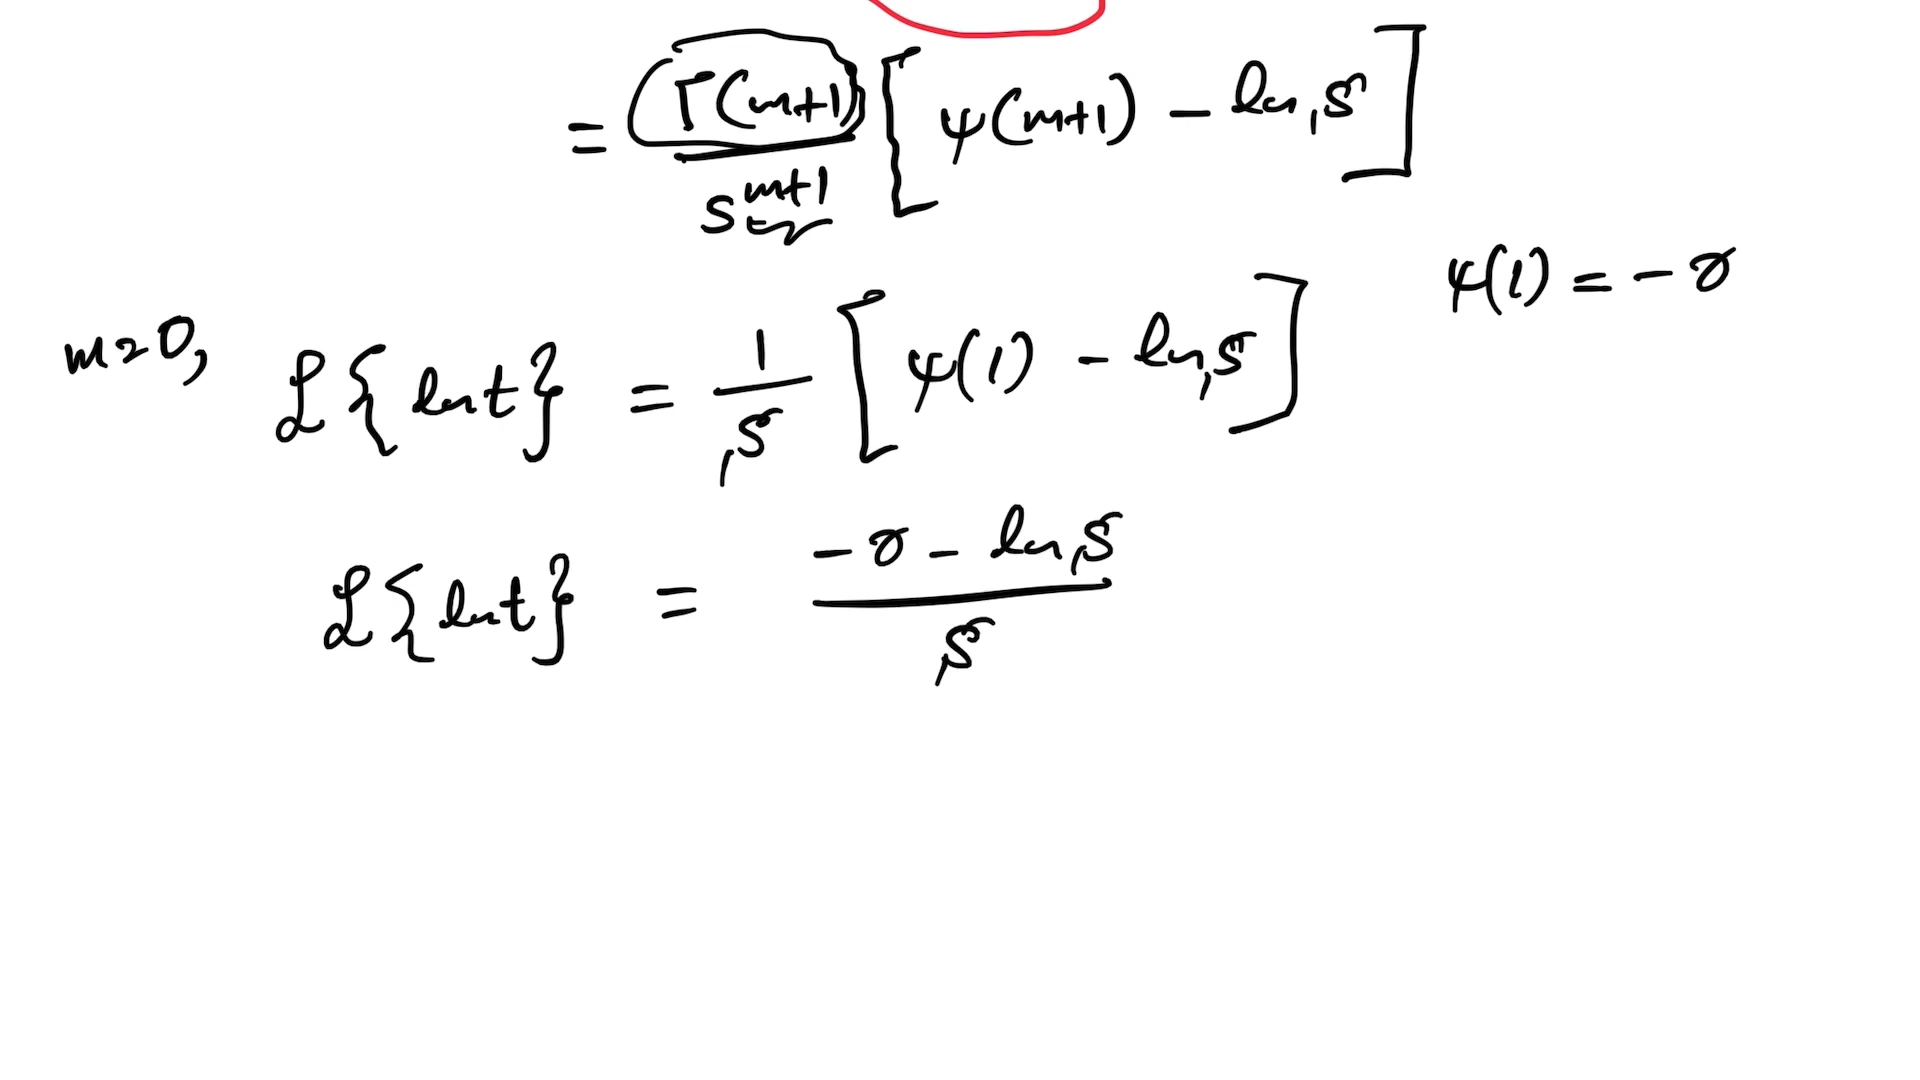 = Γ(m+1)/s^{m+1} [ψ(m+1) − ln s]
ψ(1) = −γ
m=0, ℒ{ln t} = 1/s [ψ(1) − ln s]
ℒ{ln t} = (−γ − ln s)/s